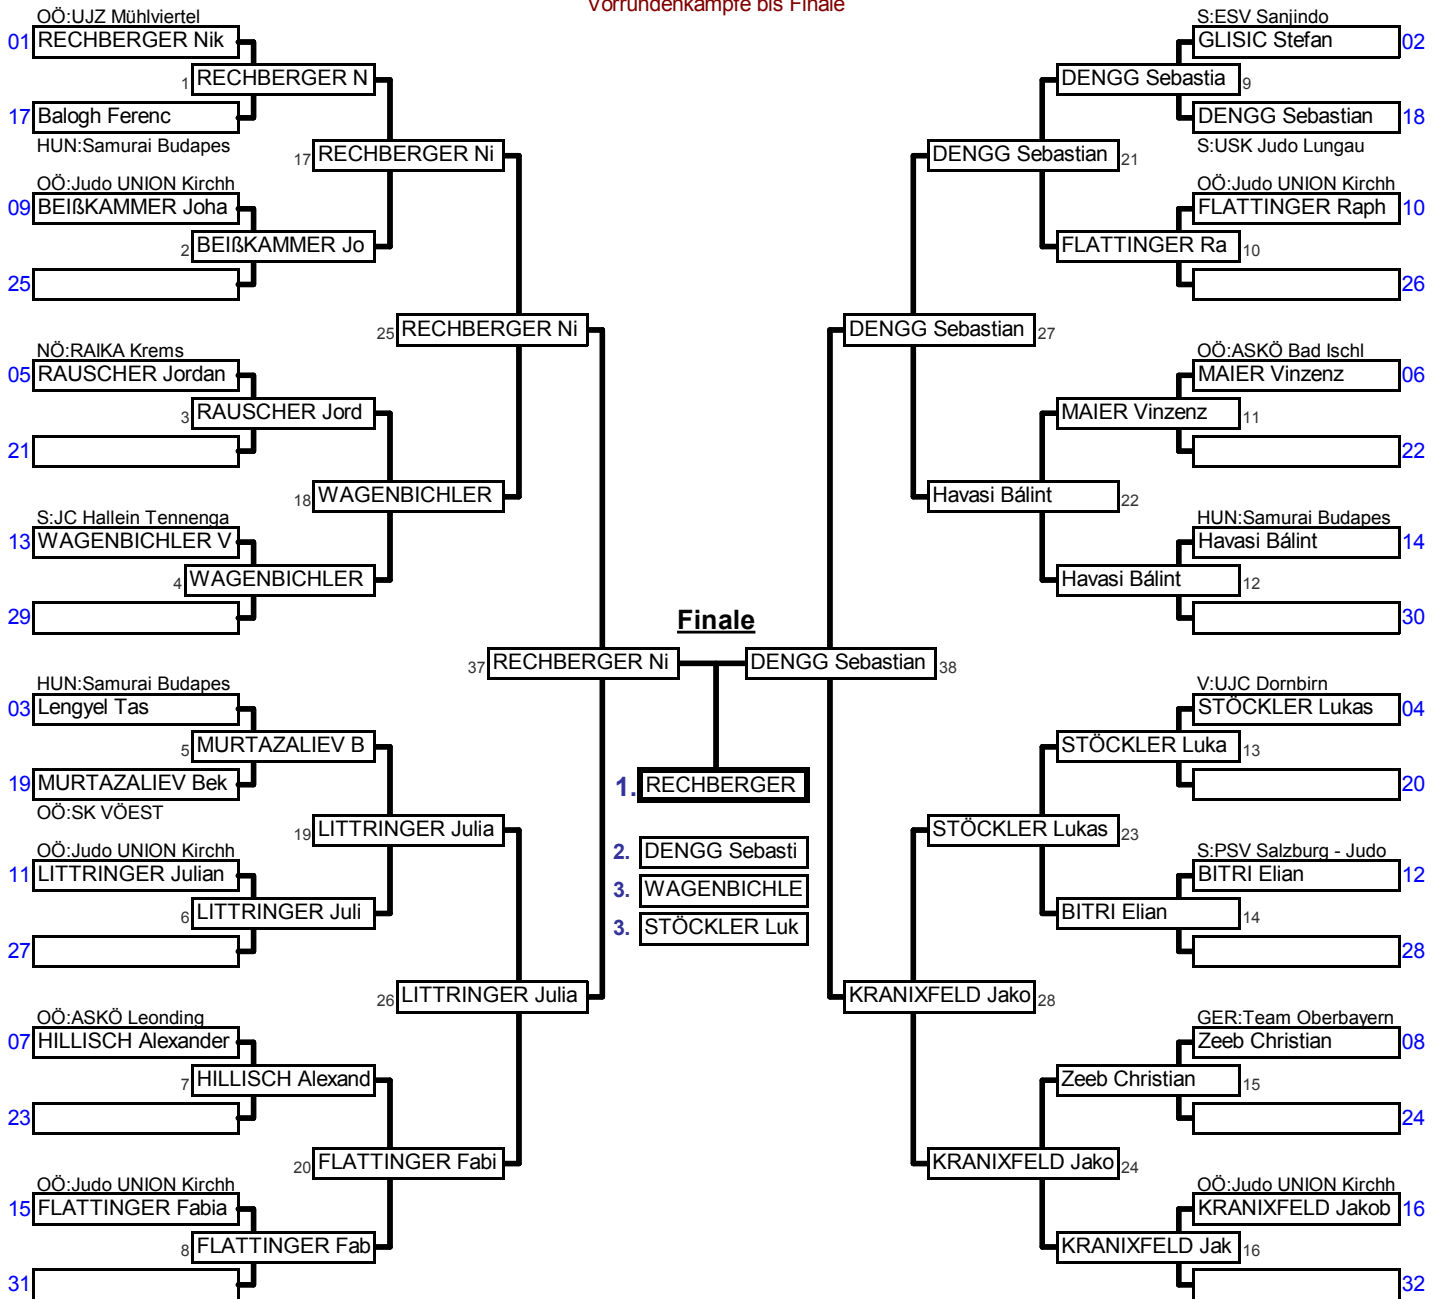 Vorrundenkämpfe bis Finale
OÖ:UJZ Mühlviertel
01 RECHBERGER Nik
1 RECHBERGER N
17 Balogh Ferenc
HUN:Samurai Budapes
17 RECHBERGER Ni
OÖ:Judo UNION Kirchh
09 BEIßKAMMER Joha
2 BEIßKAMMER Jo
25
25 RECHBERGER Ni
NÖ:RAIKA Krems
05 RAUSCHER Jordan
3 RAUSCHER Jord
21
18 WAGENBICHLER
S:JC Hallein Tennenga
13 WAGENBICHLER V
4 WAGENBICHLER
29
37 RECHBERGER Ni
HUN:Samurai Budapes
03 Lengyel Tas
5 MURTAZALIEV B
19 MURTAZALIEV Bek
OÖ:SK VÖEST
19 LITTRINGER Julia
OÖ:Judo UNION Kirchh
11 LITTRINGER Julian
6 LITTRINGER Juli
27
26 LITTRINGER Julia
OÖ:ASKÖ Leonding
07 HILLISCH Alexander
7 HILLISCH Alexand
23
20 FLATTINGER Fabi
OÖ:Judo UNION Kirchh
15 FLATTINGER Fabia
8 FLATTINGER Fab
31
Finale
1. RECHBERGER
2. DENGG Sebasti
3. WAGENBICHLE
3. STÖCKLER Luk
S:ESV Sanjindo
GLISIC Stefan 02
DENGG Sebastia 9
DENGG Sebastian 18
S:USK Judo Lungau
DENGG Sebastian 21
OÖ:Judo UNION Kirchh
FLATTINGER Raph 10
FLATTINGER Ra 10
26
DENGG Sebastian 27
OÖ:ASKÖ Bad Ischl
MAIER Vinzenz 06
MAIER Vinzenz 11
22
Havasi Bálint 22
HUN:Samurai Budapes
Havasi Bálint 14
Havasi Bálint 12
30
DENGG Sebastian 38
V:UJC Dornbirn
STÖCKLER Lukas 04
STÖCKLER Luka 13
20
STÖCKLER Lukas 23
S:PSV Salzburg - Judo
BITRI Elian 12
BITRI Elian 14
28
KRANIXFELD Jako 28
GER:Team Oberbayern
Zeeb Christian 08
Zeeb Christian 15
24
KRANIXFELD Jako 24
OÖ:Judo UNION Kirchh
KRANIXFELD Jakob 16
KRANIXFELD Jak 16
32